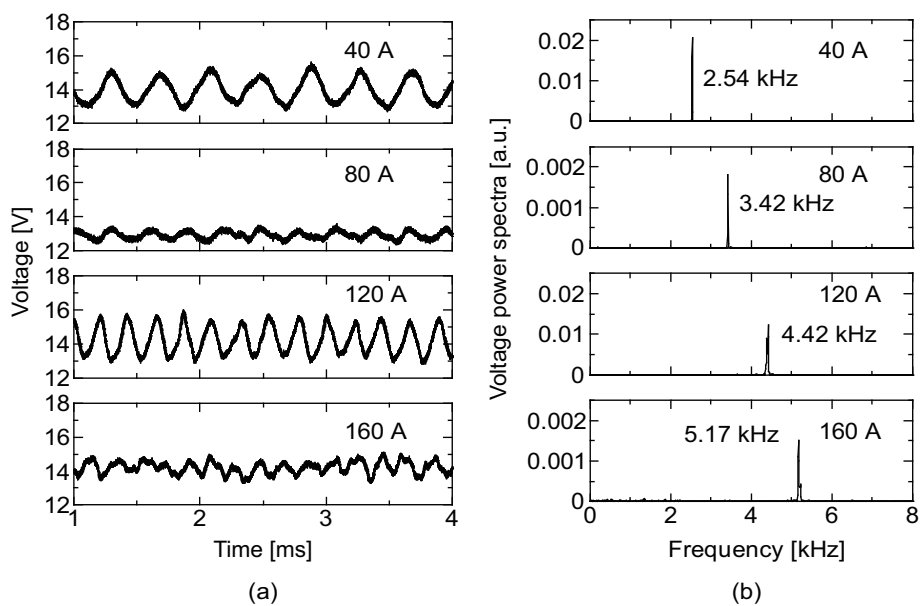 Voltage [V]
18
16
14
12
40 A
18
16
14
12
80 A
18
16
14
12
120 A
18
16
14
12
160 A
1
2
3
4
Time [ms]
(a)
Voltage power spectra [a.u.]
0.02
0.01
0
40 A
2.54 kHz
0.002
0.001
0
80 A
3.42 kHz
0.02
0.01
0
120 A
4.42 kHz
0.002
0.001
0
160 A
5.17 kHz
0
2
4
6
8
Frequency [kHz]
(b)